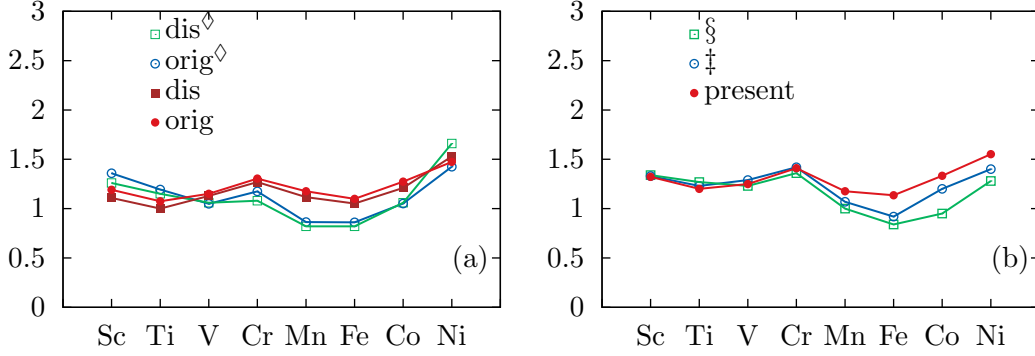 3
2.5
2
1.5
1
0.5
0
dis◊
orig◊
dis
orig
(a)
Sc Ti V Cr Mn Fe Co Ni
3
2.5
2
1.5
1
0.5
0
§
‡
present
(b)
Sc Ti V Cr Mn Fe Co Ni